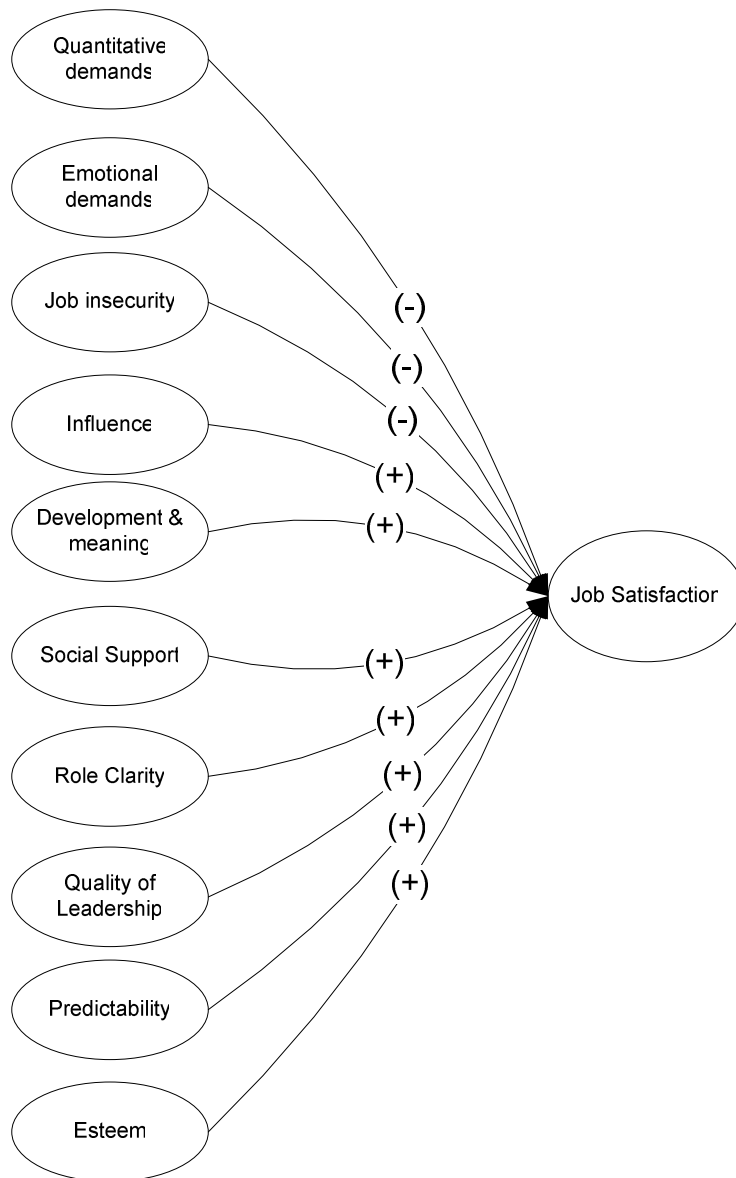 Quantitative
demands
Emotional
demands
Job insecurity
Influence
Development &
meaning
Social Support
Role Clarity
Quality of
Leadership
Predictability
Esteem
(-)
(-)
(-)
(+)
(+)
(+)
(+)
(+)
(+)
(+)
Job Satisfaction